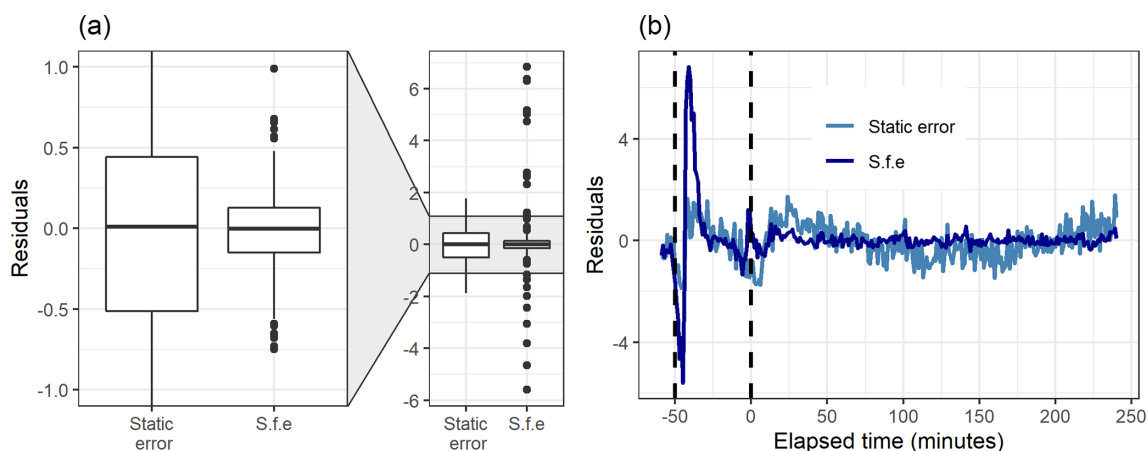 (a)
Residuals
1.0
0.5
0.0
-0.5
-1.0
Static
error
S.f.e
6
4
2
0
-2
-4
-6
Static
error
S.f.e
(b)
Residuals
4
0
-4
Static error
S.f.e
-50
0
50
100
150
200
250
Elapsed time (minutes)